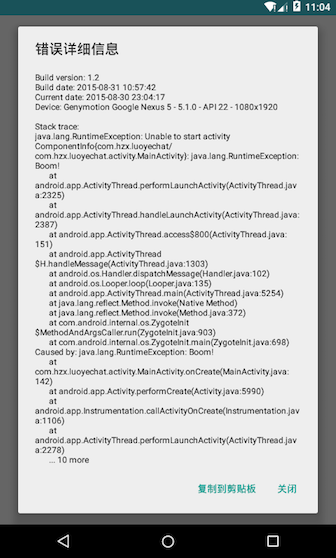 11:04
错误详细信息
Build version: 1.2
Build date: 2015-08-31 10:57:42
Current date: 2015-08-30 23:04:17
Device: Genymotion Google Nexus 5 - 5.1.0 - API 22 - 1080x1920
Stack trace:
java.lang.RuntimeException: Unable to start activity
ComponentInfo{com.hzx.luoyechat/
com.hzx.luoyechat.activity.MainActivity}: java.lang.RuntimeException:
Boom!
at
android.app.ActivityThread.performLaunchActivity(ActivityThread.jav
a:2325)
at
android.app.ActivityThread.handleLaunchActivity(ActivityThread.java:
2387)
at android.app.ActivityThread.access$800(ActivityThread.java:
151)
at android.app.ActivityThread
$H.handleMessage(ActivityThread.java:1303)
at android.os.Handler.dispatchMessage(Handler.java:102)
at android.os.Looper.loop(Looper.java:135)
at android.app.ActivityThread.main(ActivityThread.java:5254)
at java.lang.reflect.Method.invoke(Native Method)
at java.lang.reflect.Method.invoke(Method.java:372)
at com.android.internal.os.ZygoteInit
$MethodAndArgsCaller.run(ZygoteInit.java:903)
at com.android.internal.os.ZygoteInit.main(ZygoteInit.java:698)
Caused by: java.lang.RuntimeException: Boom!
at
com.hzx.luoyechat.activity.MainActivity.onCreate(MainActivity.java:
142)
at android.app.Activity.performCreate(Activity.java:5990)
at
android.app.Instrumentation.callActivityOnCreate(Instrumentation.jav
a:1106)
at
android.app.ActivityThread.performLaunchActivity(ActivityThread.jav
a:2278)
... 10 more
复制到剪贴板 关闭